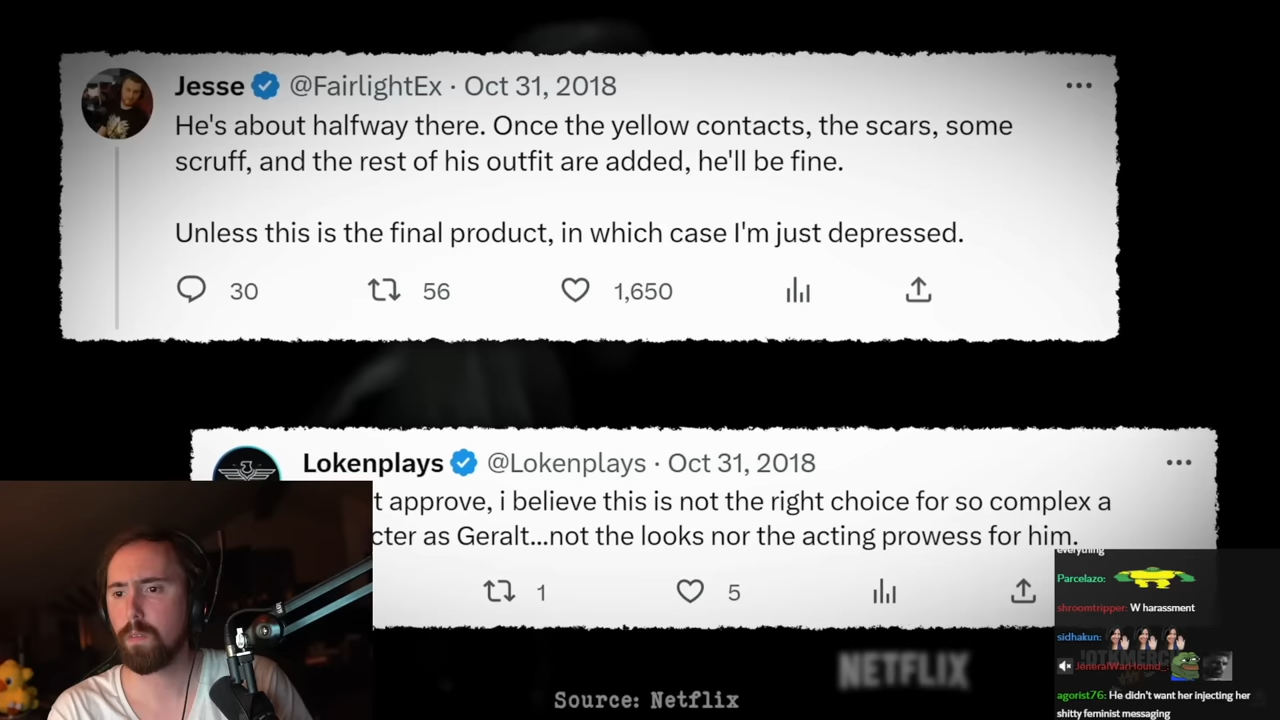 Jesse @FairlightEx · Oct 31, 2018
He's about halfway there. Once the yellow contacts, the scars, some
scruff, and the rest of his outfit are added, he'll be fine.
Unless this is the final product, in which case I'm just depressed.
30 56 1,650
Lokenplays @Lokenplays · Oct 31, 2018
t approve, i believe this is not the right choice for so complex a
cter as Geralt...not the looks nor the acting prowess for him.
1 5
everything
Parcelazo:
shroomtripper: W harassment
sidhakun:
JeneralWarHound_:
agorist76: He didn't want her injecting her
shitty feminist messaging
NETFLIX
Source: Netflix